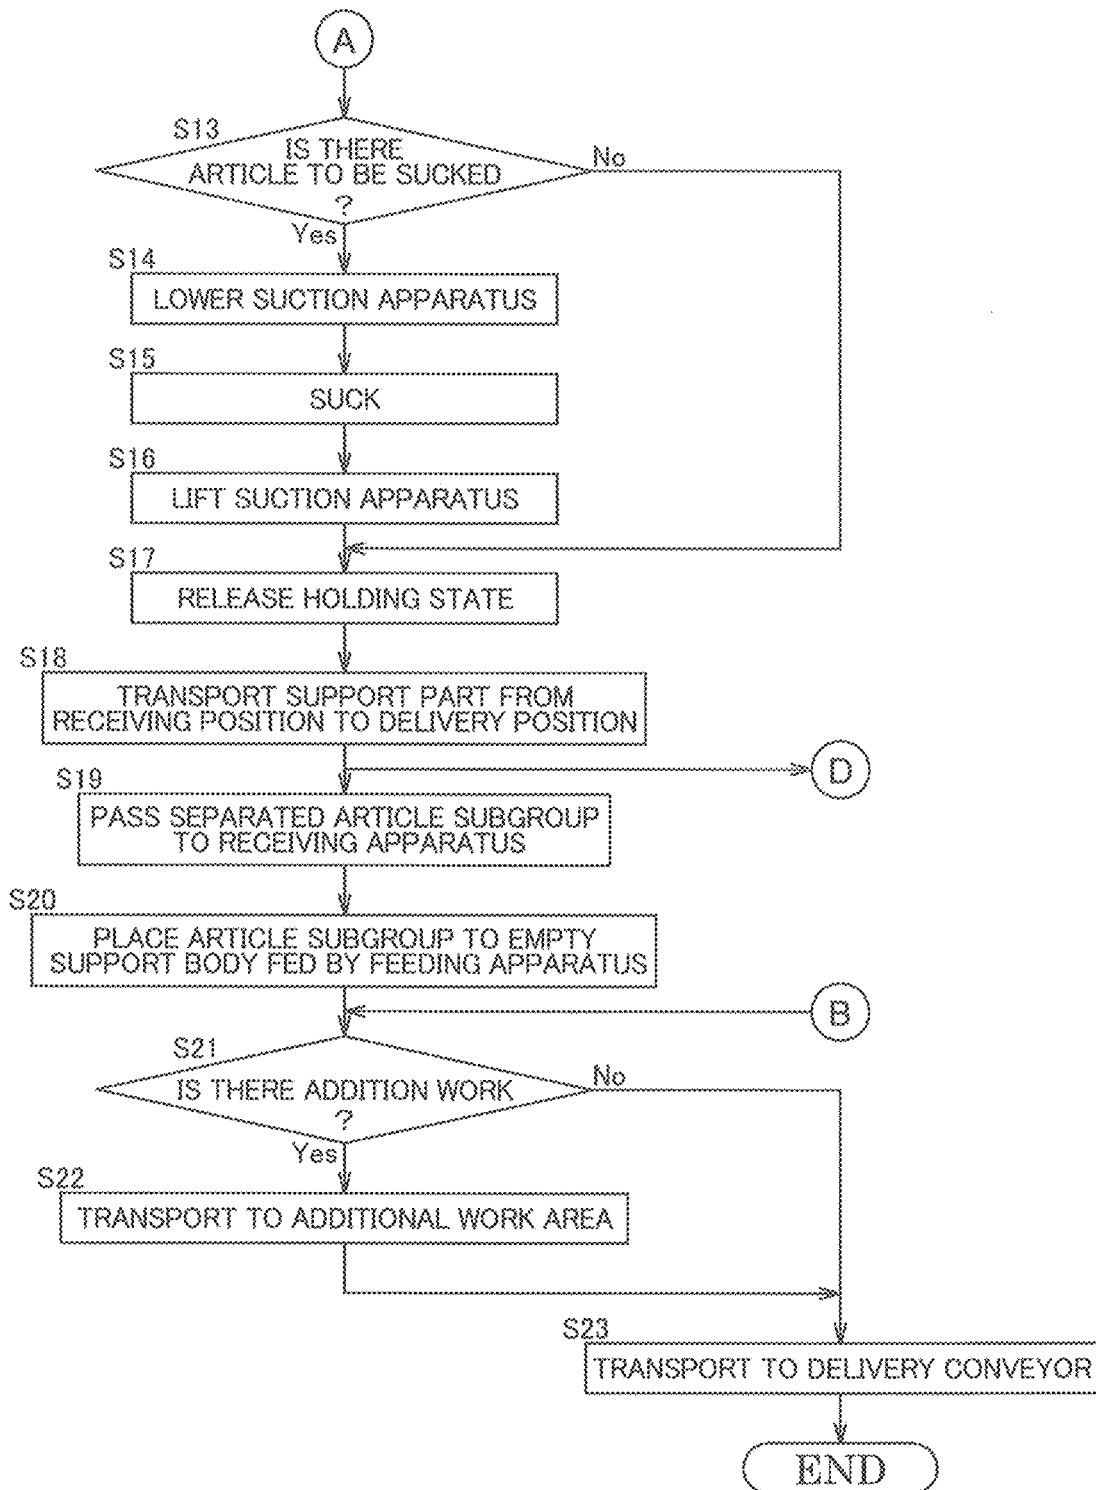 A
S13
IS THERE
ARTICLE TO BE SUCKED
?
No
Yes
S14
LOWER SUCTION APPARATUS
S15
SUCK
S16
LIFT SUCTION APPARATUS
S17
RELEASE HOLDING STATE
S18
TRANSPORT SUPPORT PART FROM
RECEIVING POSITION TO DELIVERY POSITION
D
S19
PASS SEPARATED ARTICLE SUBGROUP
TO RECEIVING APPARATUS
S20
PLACE ARTICLE SUBGROUP TO EMPTY
SUPPORT BODY FED BY FEEDING APPARATUS
B
S21
IS THERE ADDITION WORK
?
No
Yes
S22
TRANSPORT TO ADDITIONAL WORK AREA
S23
TRANSPORT TO DELIVERY CONVEYOR
END